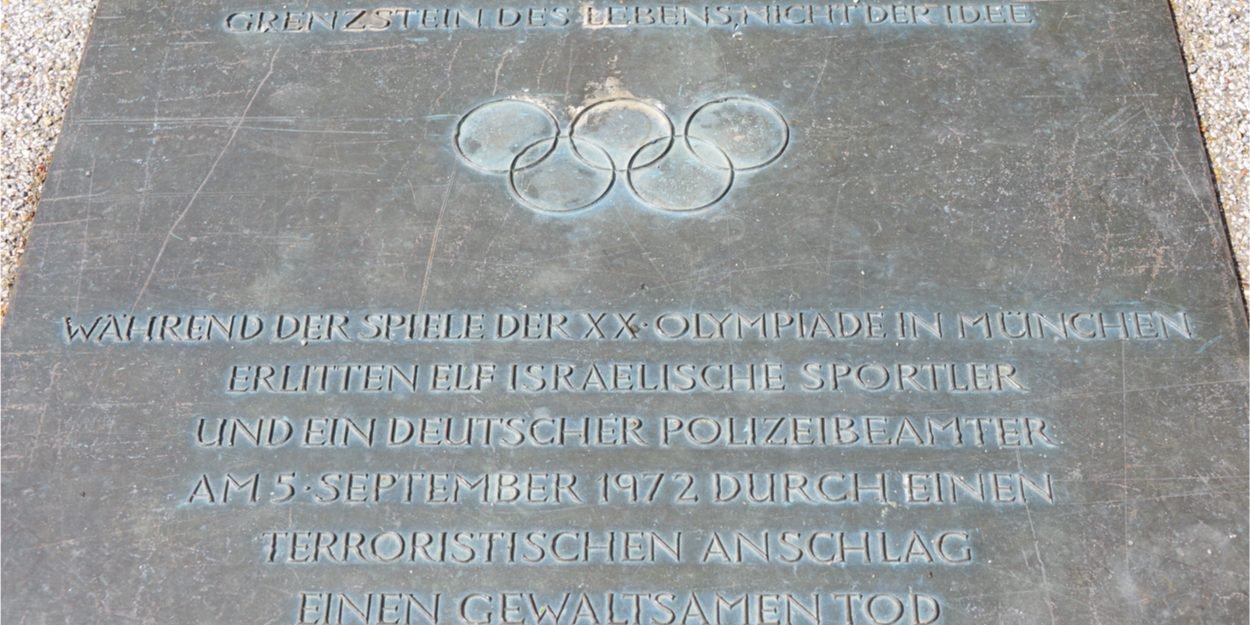 GRENZSTEIN DES LEBENS, NICHT DER IDEE
WÄHREND DER SPIELE DER XX· OLYMPIADE IN MÜNCHEN
ERLITTEN ELF ISRAELISCHE SPORTLER
UND EIN DEUTSCHER POLIZEIBEAMTER
AM 5·SEPTEMBER 1972 DURCH EINEN
TERRORISTISCHEN ANSCHLAG
EINEN GEWALTSAMEN TOD